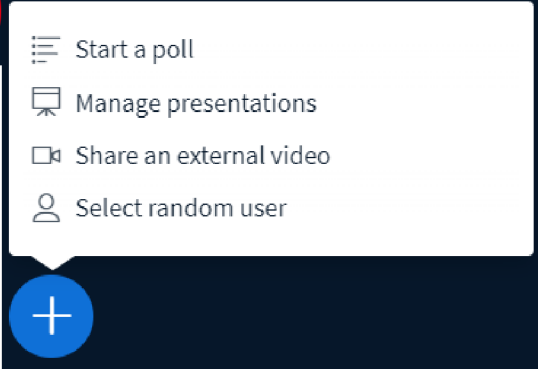 Start a poll
Manage presentations
Share an external video
Select random user